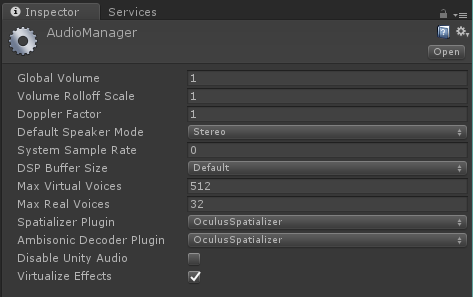 Inspector Services
AudioManager
Open
Global Volume 1
Volume Rolloff Scale 1
Doppler Factor 1
Default Speaker Mode Stereo
System Sample Rate 0
DSP Buffer Size Default
Max Virtual Voices 512
Max Real Voices 32
Spatializer Plugin OculusSpatializer
Ambisonic Decoder Plugin OculusSpatializer
Disable Unity Audio
Virtualize Effects